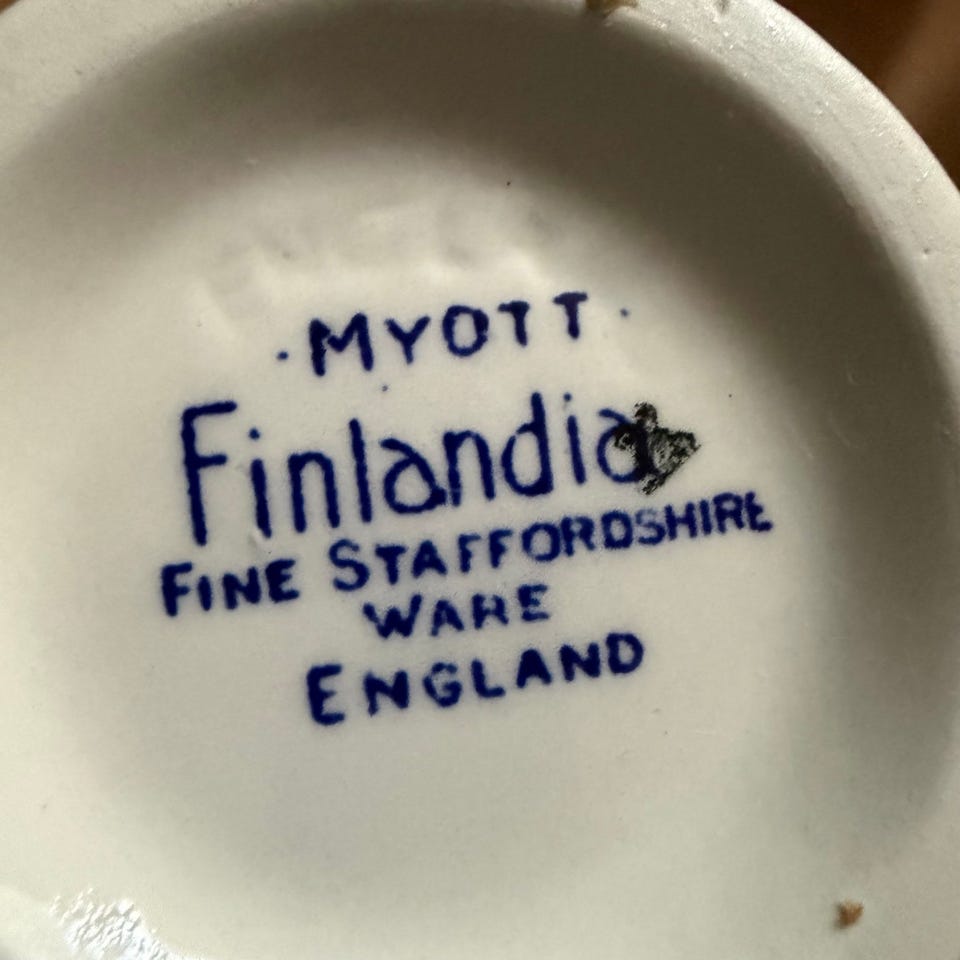 · MYOTT ·
Finlandia
FINE STAFFORDSHIRE
WARE
ENGLAND